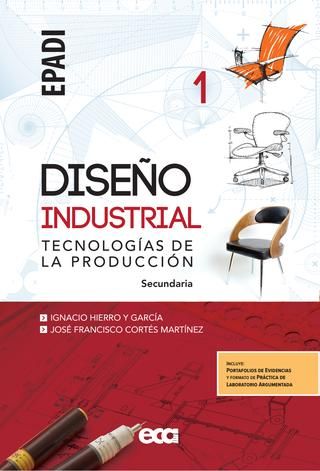 EPADI
1
DISEÑO
INDUSTRIAL
TECNOLOGÍAS DE
LA PRODUCCIÓN
Secundaria
IGNACIO HIERRO Y GARCÍA
JOSÉ FRANCISCO CORTÉS MARTÍNEZ
INCLUYE:
PORTAFOLIOS DE EVIDENCIAS
Y FORMATO DE PRÁCTICA DE
LABORATORIO ARGUMENTADA
eca